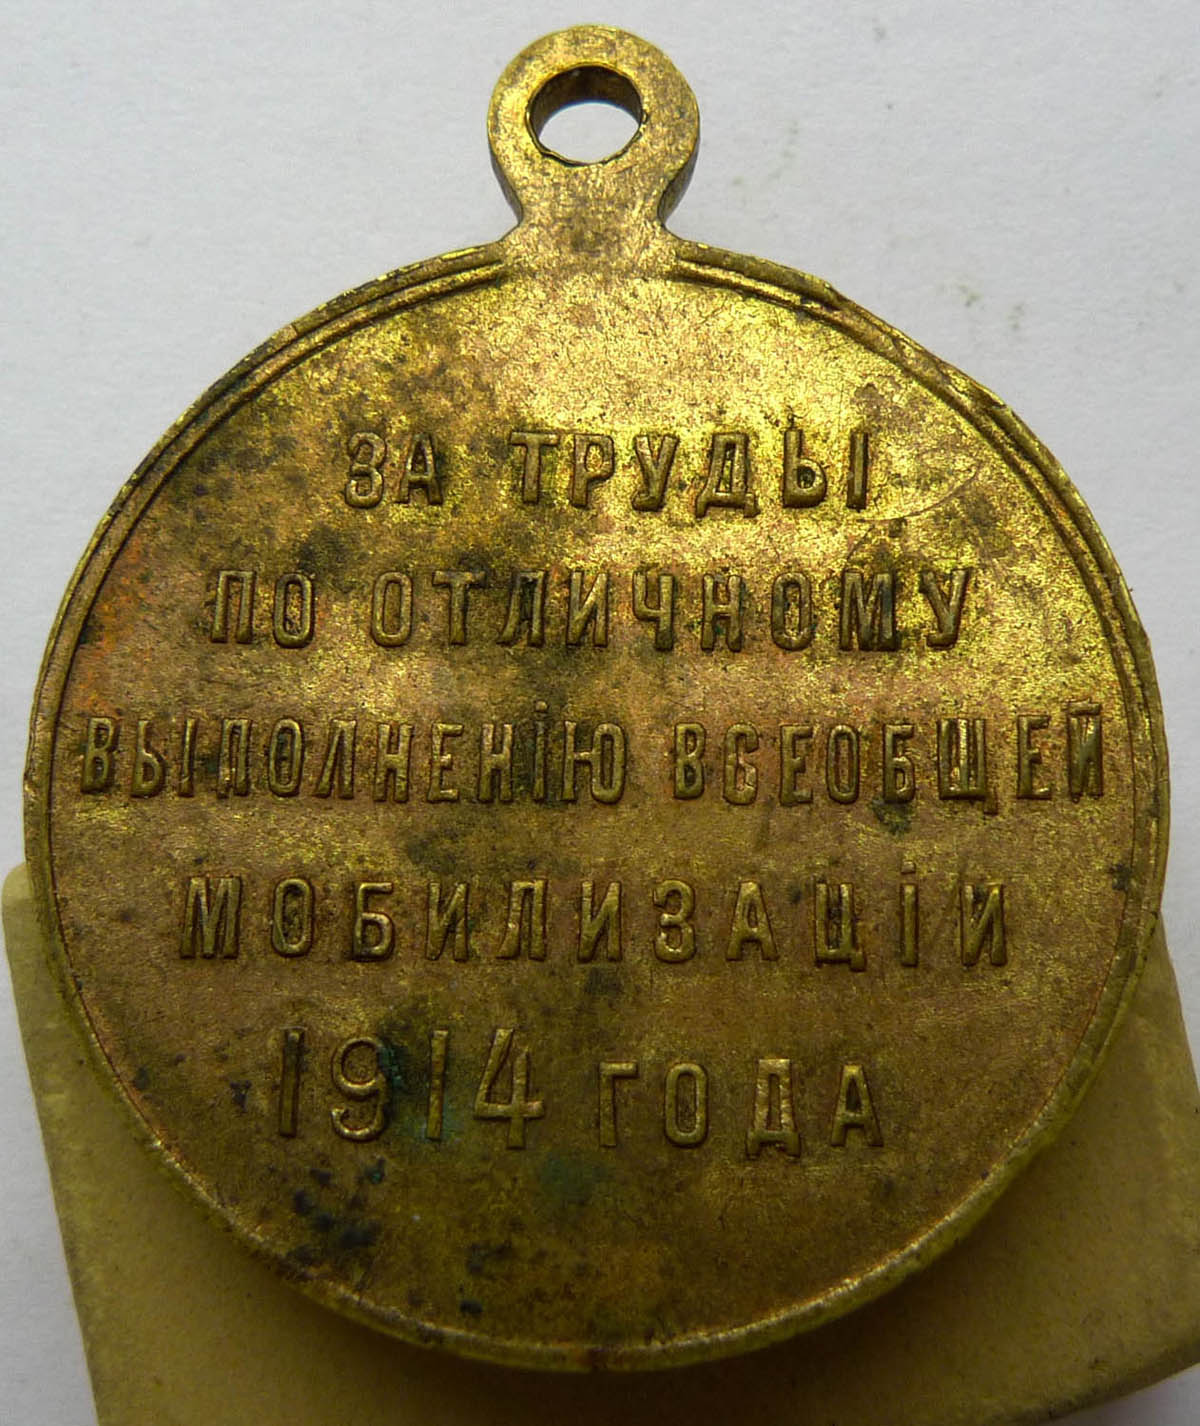 ЗА ТРУДЫ
ПО ОТЛИЧНОМУ
ВЫПОЛНЕНІЮ ВСЕОБЩЕЙ
МОБИЛИЗАЦІИ
1914 ГОДА